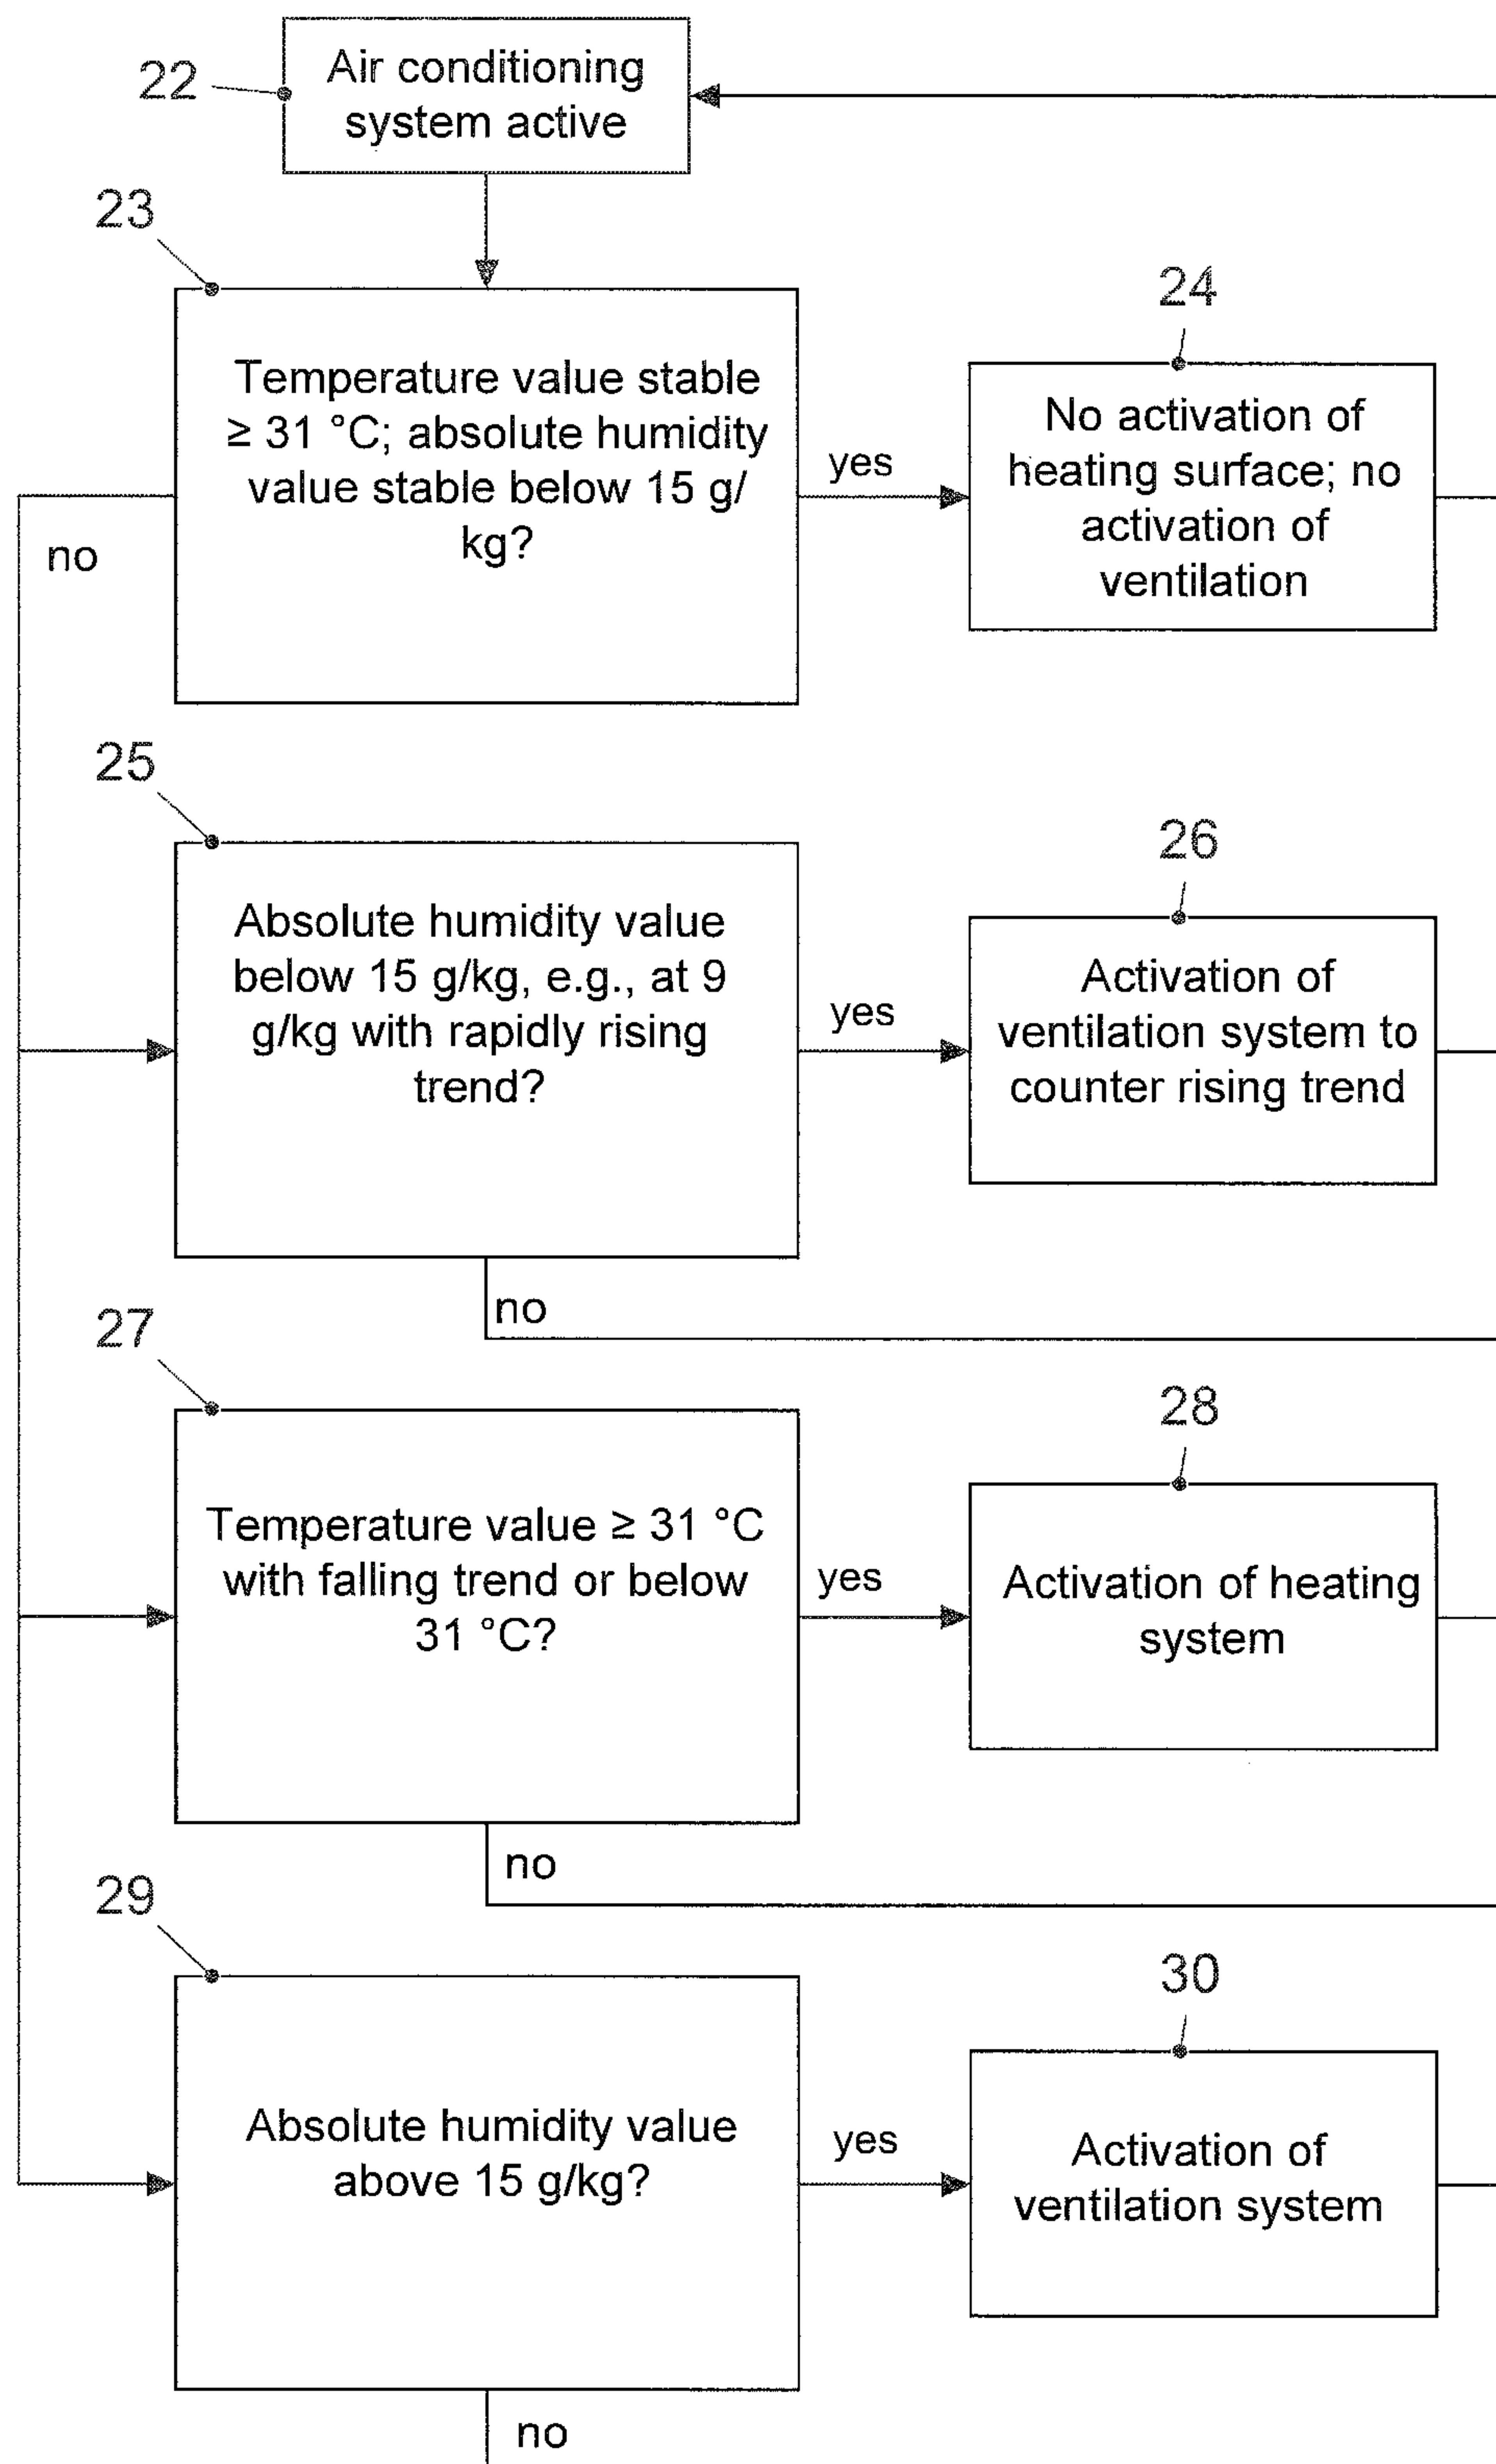 22
Air conditioning
system active
23
Temperature value stable
≥ 31 °C; absolute humidity
value stable below 15 g/
kg?
yes
no
24
No activation of
heating surface; no
activation of
ventilation
25
Absolute humidity value
below 15 g/kg, e.g., at 9
g/kg with rapidly rising
trend?
yes
no
26
Activation of
ventilation system to
counter rising trend
27
Temperature value ≥ 31 °C
with falling trend or below
31 °C?
yes
no
28
Activation of heating
system
29
Absolute humidity value
above 15 g/kg?
yes
no
30
Activation of
ventilation system